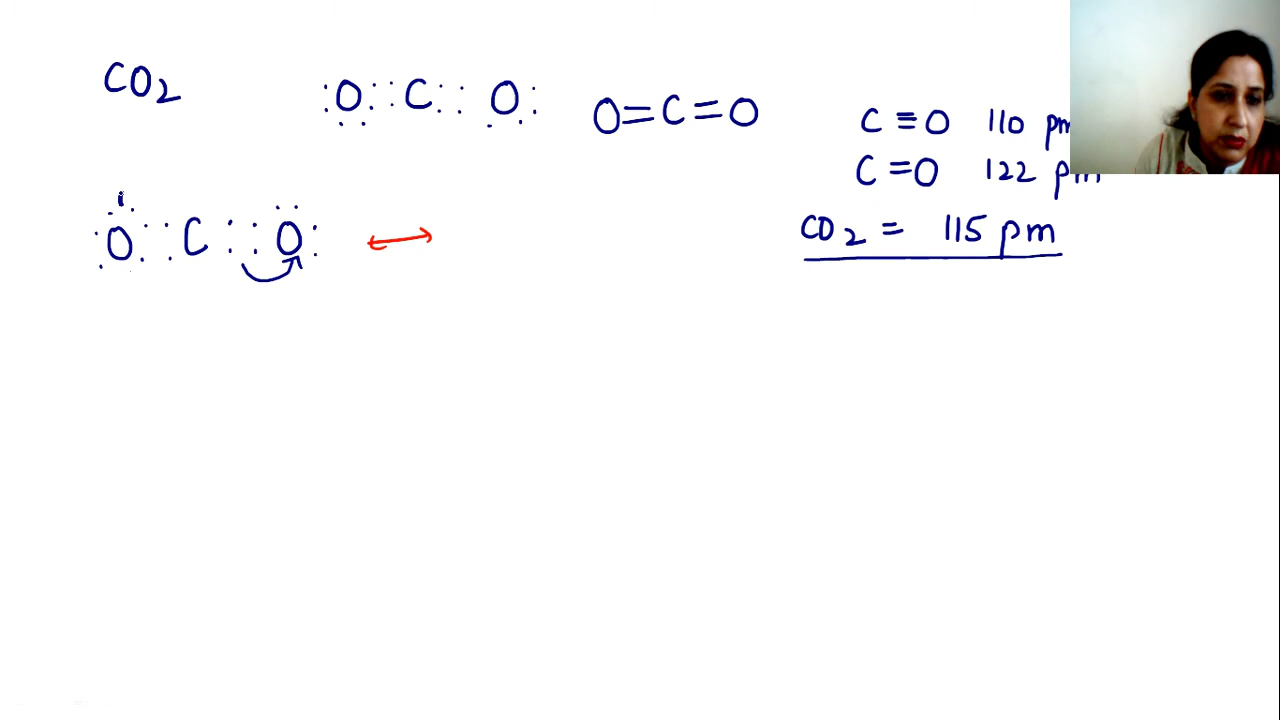 CO₂
:O::C::O:
O=C=O
C≡O 110 pm
C=O 122 pm
CO₂ = 115 pm
:O::C::O: ↔